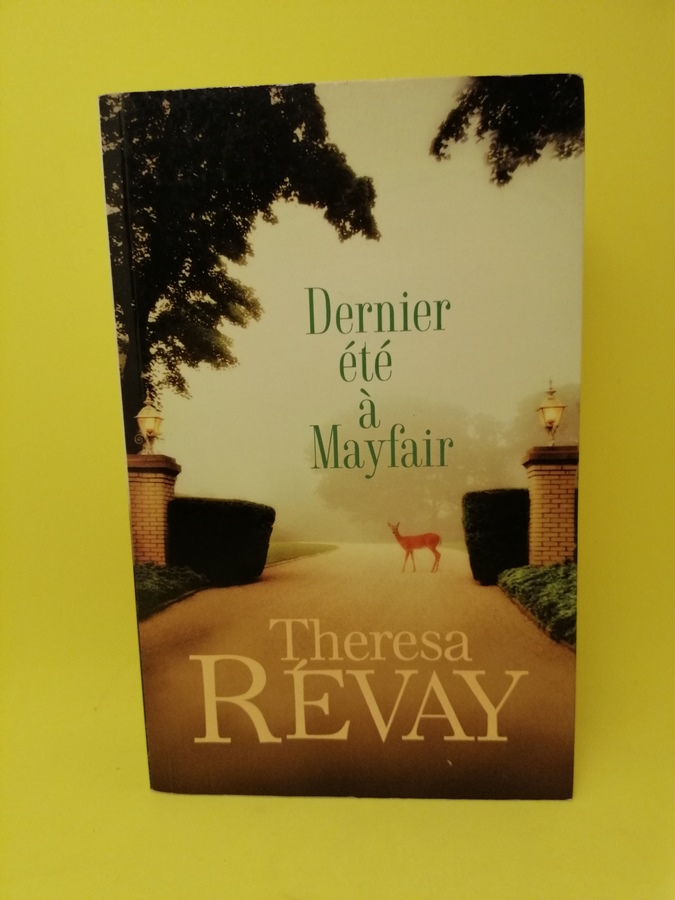 Dernier
été
à
Mayfair
Theresa
RÉVAY